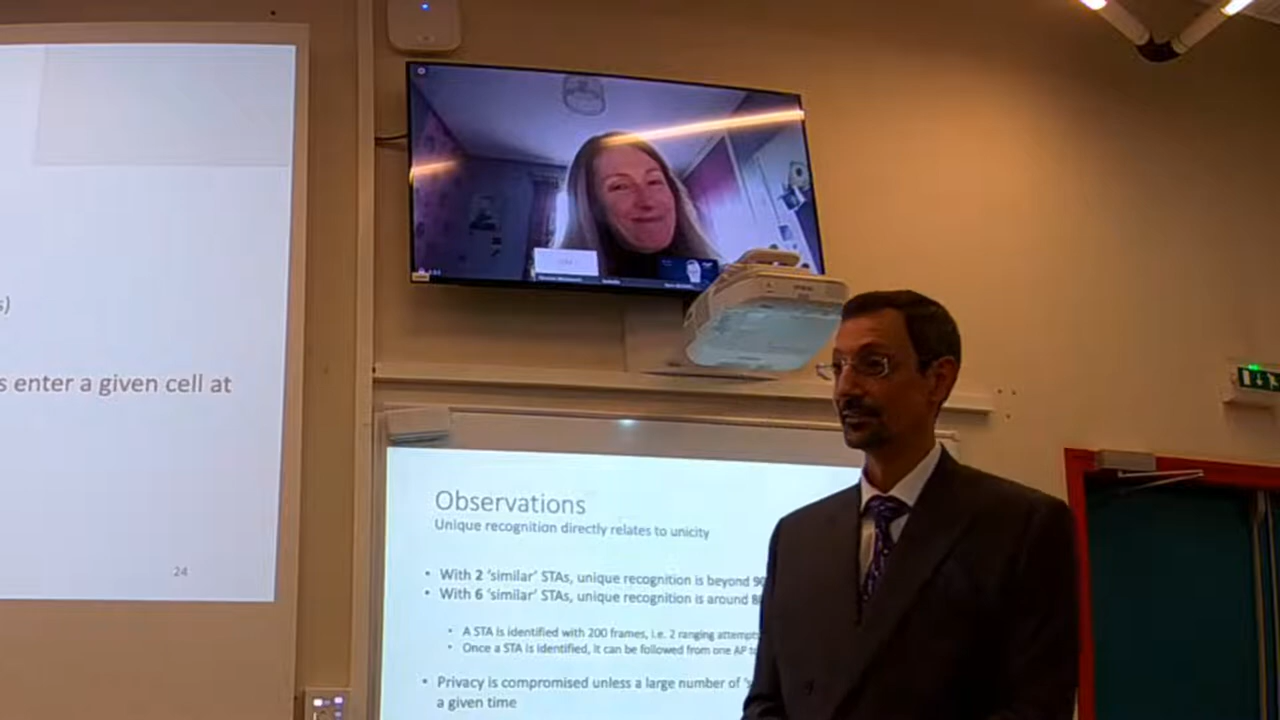 s)
s enter a given cell at
24
Observations
Unique recognition directly relates to unicity
• With 2 'similar' STAs, unique recognition is beyond 90
• With 6 'similar' STAs, unique recognition is around 8
• A STA is identified with 200 frames, i.e. 2 ranging attempts
• Once a STA is identified, it can be followed from one AP to
• Privacy is compromised unless a large number of 's
a given time